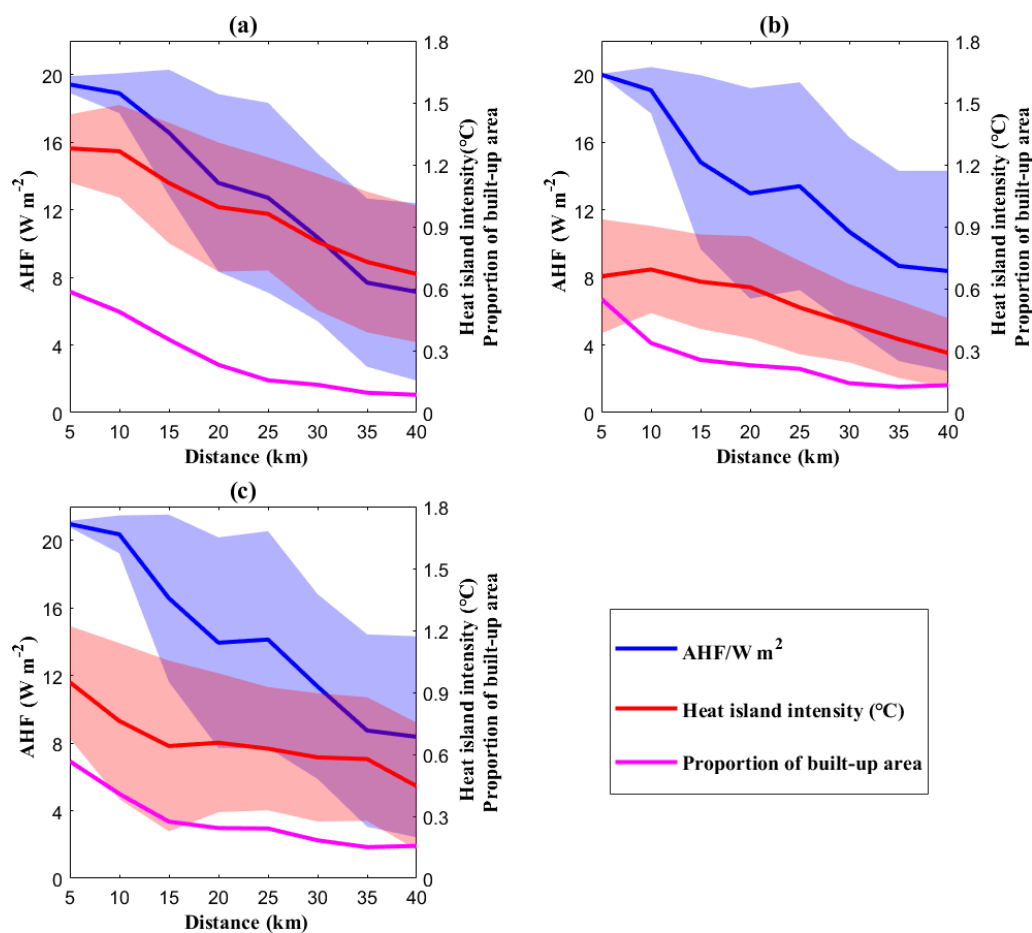 (a)
20
16
12
8
4
0
AHF (W m-2)
1.8
1.5
1.2
0.9
0.6
0.3
0
Heat island intensity(℃)
Proportion of built-up area
5 10 15 20 25 30 35 40
Distance (km)
(b)
20
16
12
8
4
0
AHF (W m-2)
1.8
1.5
1.2
0.9
0.6
0.3
0
Heat island intensity (℃)
Proportion of built-up area
5 10 15 20 25 30 35 40
Distance (km)
(c)
20
16
12
8
4
0
AHF (W m-2)
1.8
1.5
1.2
0.9
0.6
0.3
0
Heat island intensity (℃)
Proportion of built-up area
5 10 15 20 25 30 35 40
Distance (km)
AHF/W m2
Heat island intensity (℃)
Proportion of built-up area